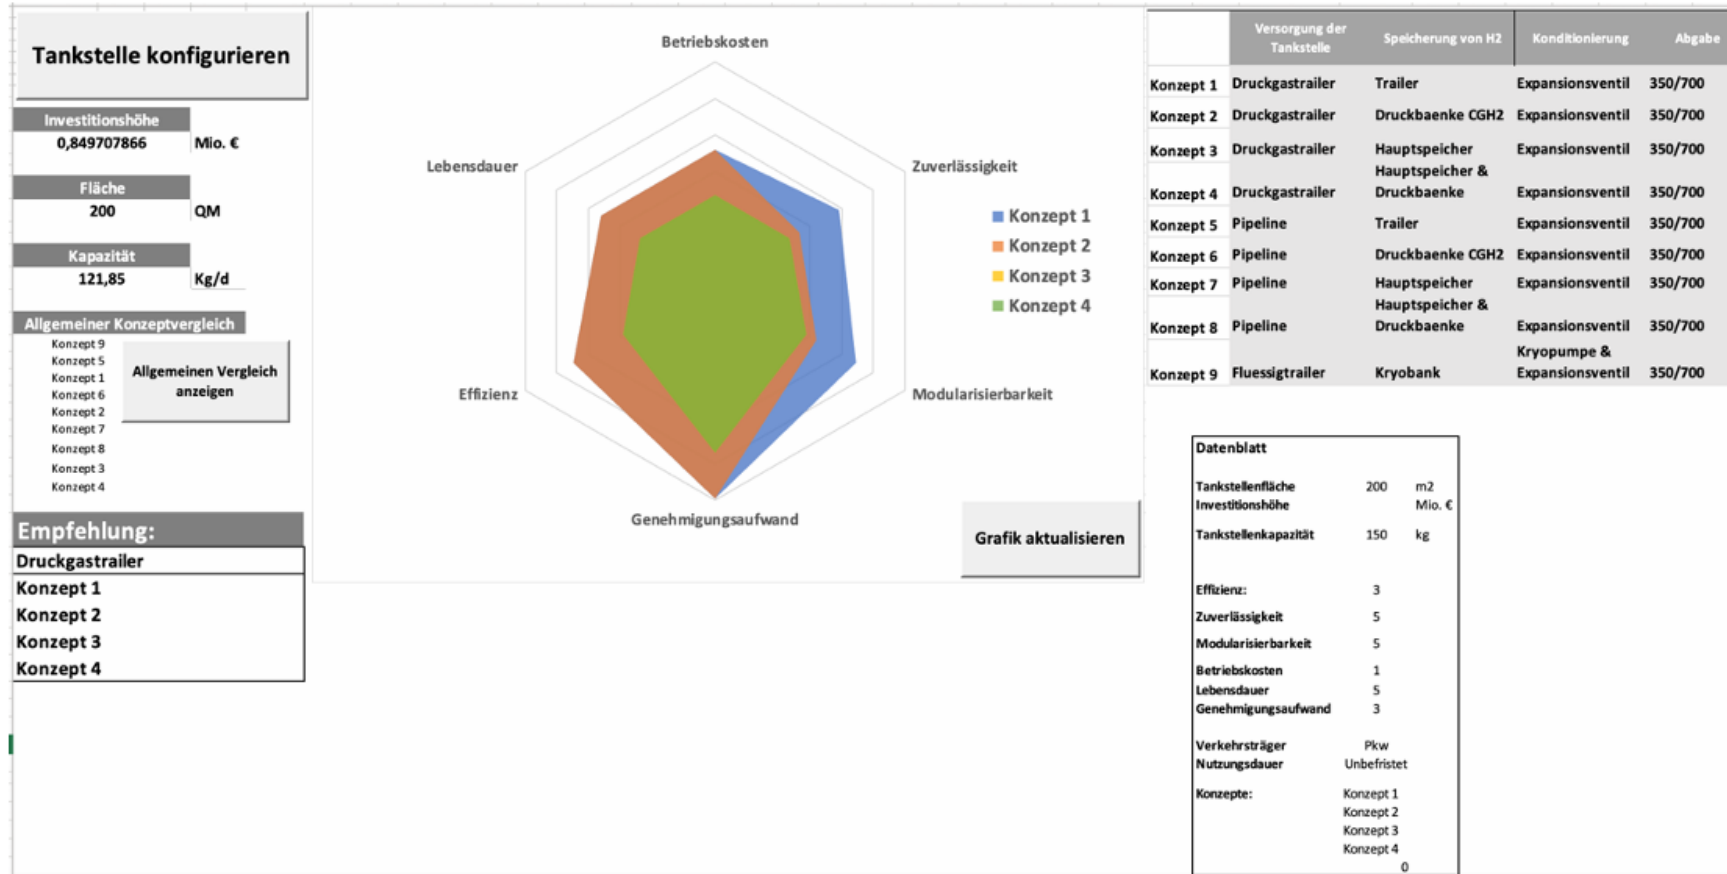 Tankstelle konfigurieren
Investitionshöhe
0,849707866 Mio. €
Fläche
200 QM
Kapazität
121,85 Kg/d
Allgemeiner Konzeptvergleich
Konzept 9
Konzept 5
Konzept 1
Konzept 6
Konzept 2
Konzept 7
Konzept 8
Konzept 3
Konzept 4
Allgemeinen Vergleich
anzeigen
Empfehlung:
Druckgastrailer
Konzept 1
Konzept 2
Konzept 3
Konzept 4
Betriebskosten
Zuverlässigkeit
Modularisierbarkeit
Genehmigungsaufwand
Effizienz
Lebensdauer
Konzept 1
Konzept 2
Konzept 3
Konzept 4
Grafik aktualisieren
Versorgung der Tankstelle Speicherung von H2 Konditionierung Abgabe
Konzept 1 Druckgastrailer Trailer Expansionsventil 350/700
Konzept 2 Druckgastrailer Druckbaenke CGH2 Expansionsventil 350/700
Konzept 3 Druckgastrailer Hauptspeicher Expansionsventil 350/700
Hauptspeicher &
Konzept 4 Druckgastrailer Druckbaenke Expansionsventil 350/700
Konzept 5 Pipeline Trailer Expansionsventil 350/700
Konzept 6 Pipeline Druckbaenke CGH2 Expansionsventil 350/700
Konzept 7 Pipeline Hauptspeicher Expansionsventil 350/700
Hauptspeicher &
Konzept 8 Pipeline Druckbaenke Expansionsventil 350/700
Kryopumpe &
Konzept 9 Fluessigtrailer Kryobank Expansionsventil 350/700
Datenblatt
Tankstellenfläche 200 m2
Investitionshöhe Mio. €
Tankstellenkapazität 150 kg
Effizienz: 3
Zuverlässigkeit 5
Modularisierbarkeit 5
Betriebskosten 1
Lebensdauer 5
Genehmigungsaufwand 3
Verkehrsträger Pkw
Nutzungsdauer Unbefristet
Konzepte: Konzept 1
Konzept 2
Konzept 3
Konzept 4
0